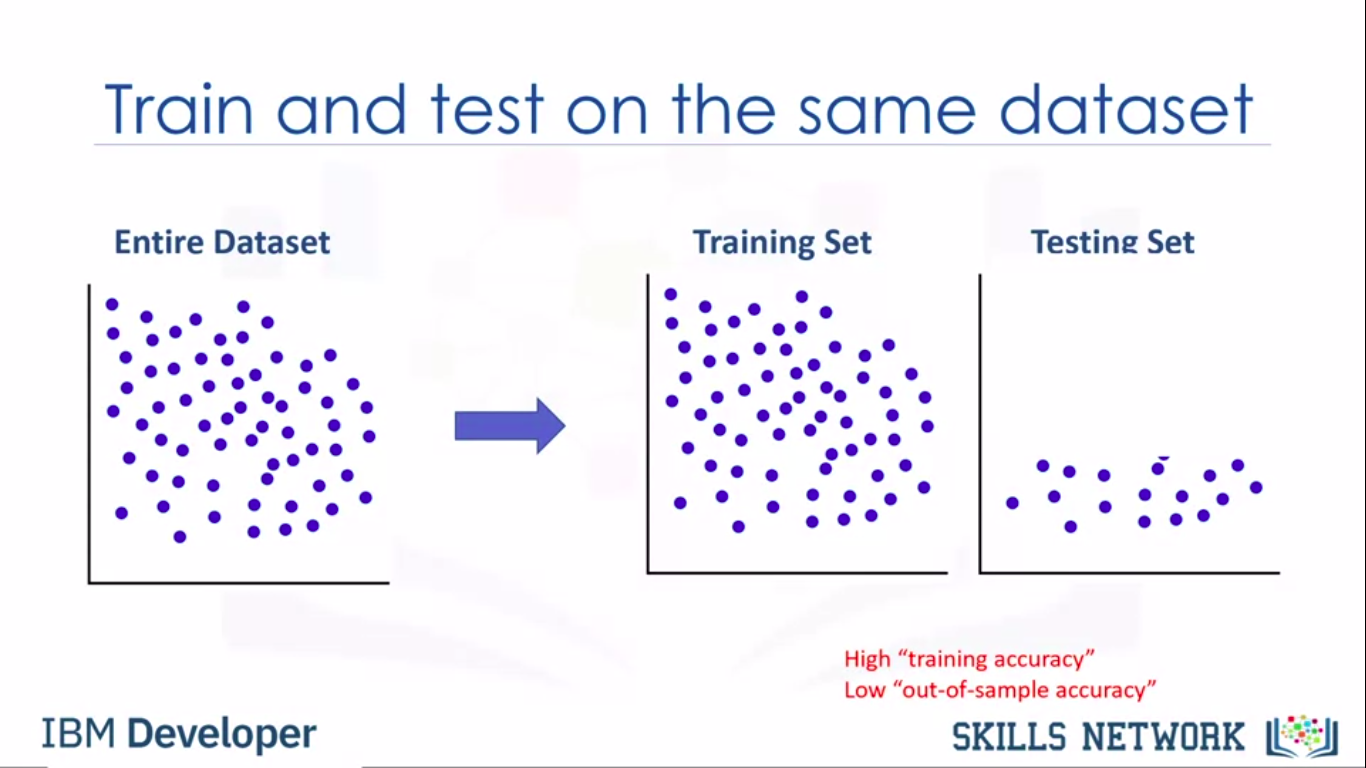 Train and test on the same dataset
Entire Dataset
Training Set
Testing Set
High “training accuracy”
Low “out-of-sample accuracy”
IBM Developer
SKILLS NETWORK